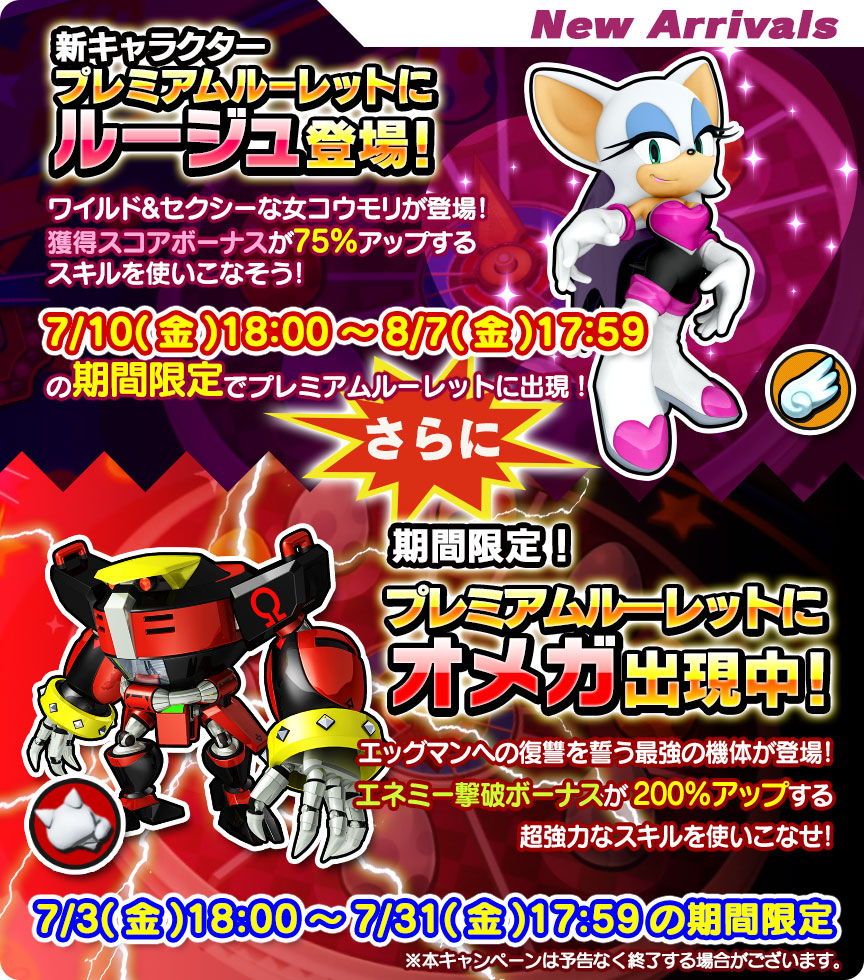 New Arrivals
新キャラクター
プレミアムルーレットに
ルージュ登場!
ワイルド&セクシーな女コウモリが登場!
獲得スコアボーナスが75%アップする
スキルを使いこなそう!
7/10(金)18:00～8/7(金)17:59
の期間限定でプレミアムルーレットに出現!
さらに
期間限定!
プレミアムルーレットに
オメガ出現中!
エッグマンへの復讐を誓う最強の機体が登場!
エネミー撃破ボーナスが200%アップする
超強力なスキルを使いこなせ!
7/3(金)18:00～7/31(金)17:59の期間限定
※本キャンペーンは予告なく終了する場合がございます。